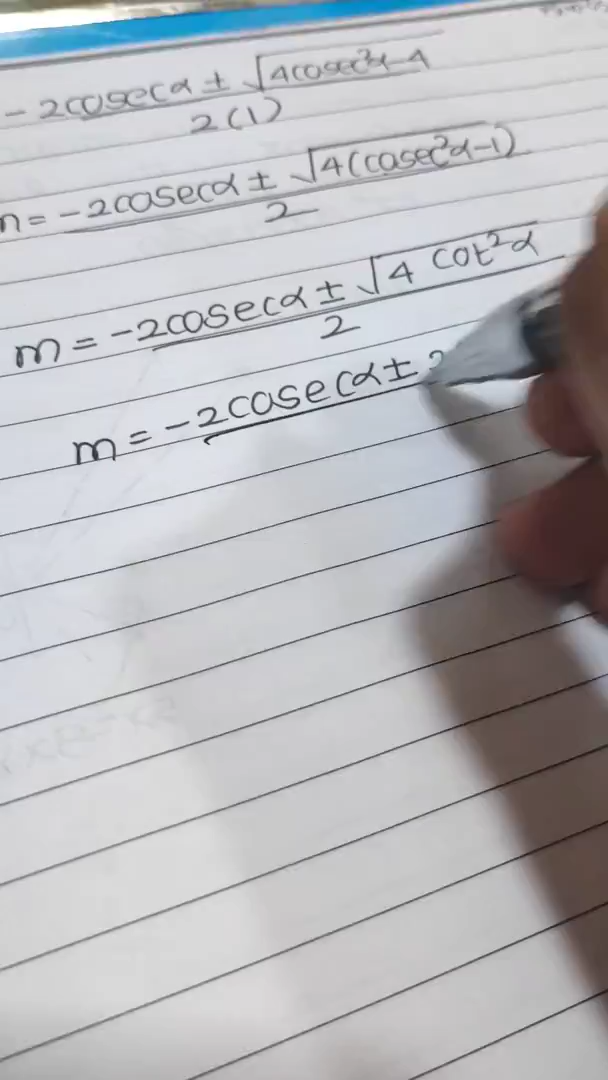 -2cosecα ± √4cosec²α-4
2(1)
m = -2cosecα ± √4(cosec²α-1)
2
m = -2cosecα ± √4 cot²α
2
m = -2cosecα ±